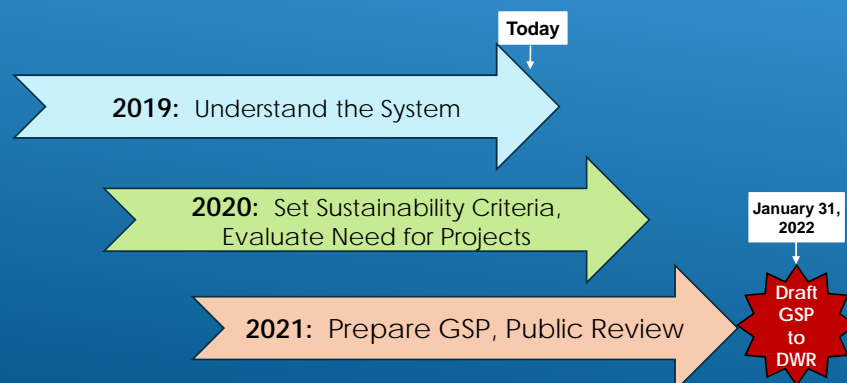 Today
2019: Understand the System
2020: Set Sustainability Criteria,
Evaluate Need for Projects
January 31,
2022
2021: Prepare GSP, Public Review
Draft
GSP
to
DWR